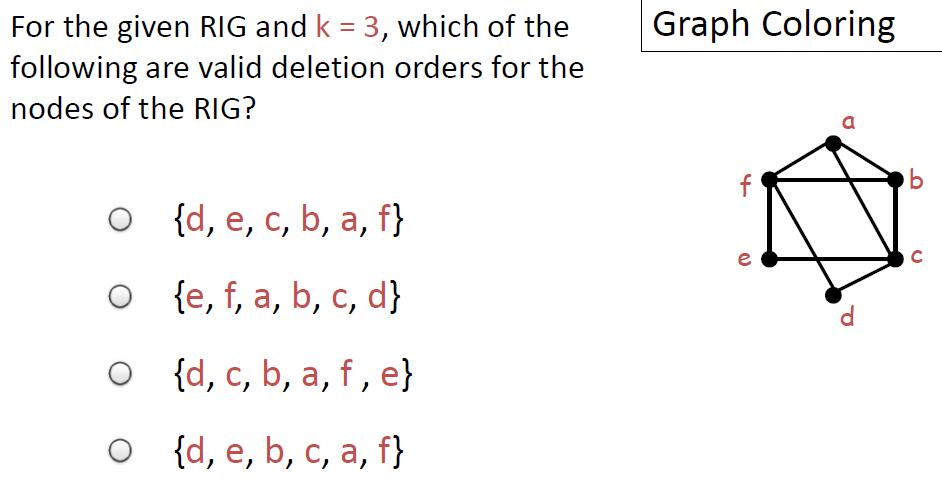 For the given RIG and k = 3, which of the
following are valid deletion orders for the
nodes of the RIG?
Graph Coloring
{d, e, c, b, a, f}
{e, f, a, b, c, d}
{d, c, b, a, f , e}
{d, e, b, c, a, f}
a
f
b
e
c
d